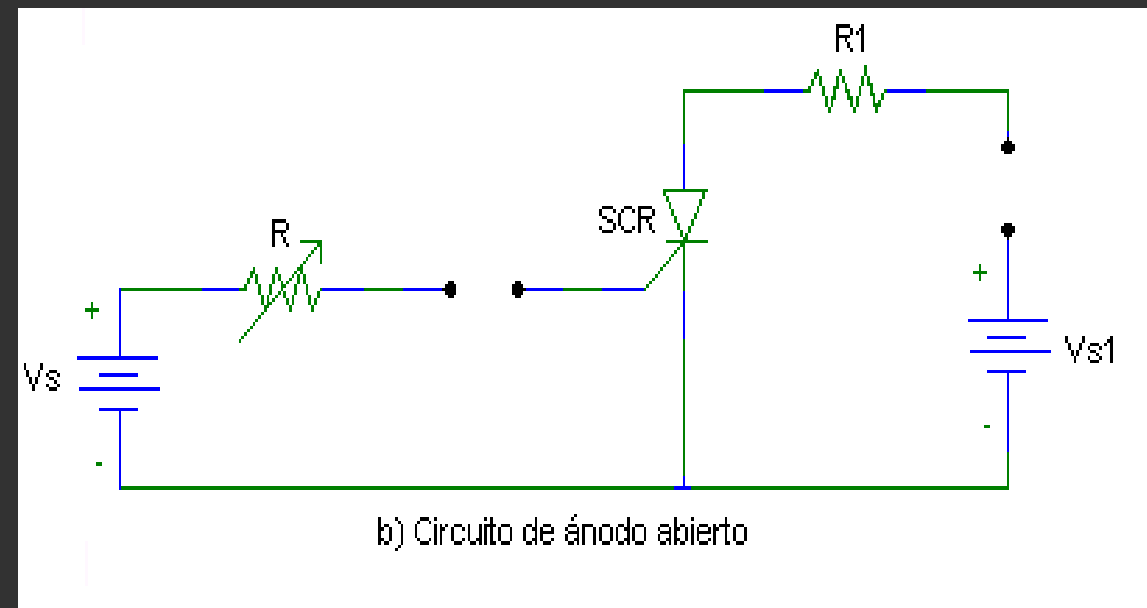 R1
SCR
R
+
+
Vs
Vs1
-
-
b) Circuito de ánodo abierto